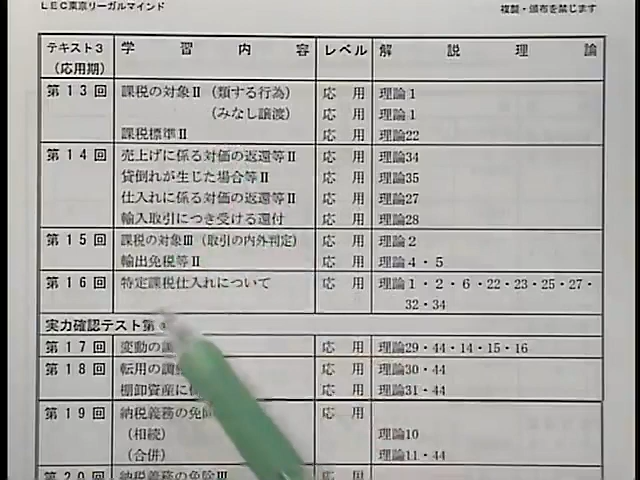 LEC東京リーガルマインド 複製・頒布を禁じます
テキスト3 学習内容 レベル 解説理論
(応用期)
第13回 課税の対象Ⅱ(類する行為) 応用 理論1
(みなし譲渡) 応用 理論1
課税標準Ⅱ 応用 理論22
第14回 売上げに係る対価の返還等Ⅱ 応用 理論34
貸倒れが生じた場合等Ⅱ 応用 理論35
仕入れに係る対価の返還等Ⅱ 応用 理論27
輸入取引につき受ける還付 応用 理論28
第15回 課税の対象Ⅲ(取引の内外判定) 応用 理論2
輸出免税等Ⅱ 応用 理論4・5
第16回 特定課税仕入れについて 応用 理論1・2・6・22・23・25・27・
32・34
実力確認テスト第
第17回 変動の 応用 理論29・44・14・15・16
第18回 転用の調 応用 理論30・44
棚卸資産に 応用 理論31・44
第19回 納税義務の免 応用
(相続) 理論10
(合併) 理論11・44
第20回 納税義務の免除Ⅲ 応用